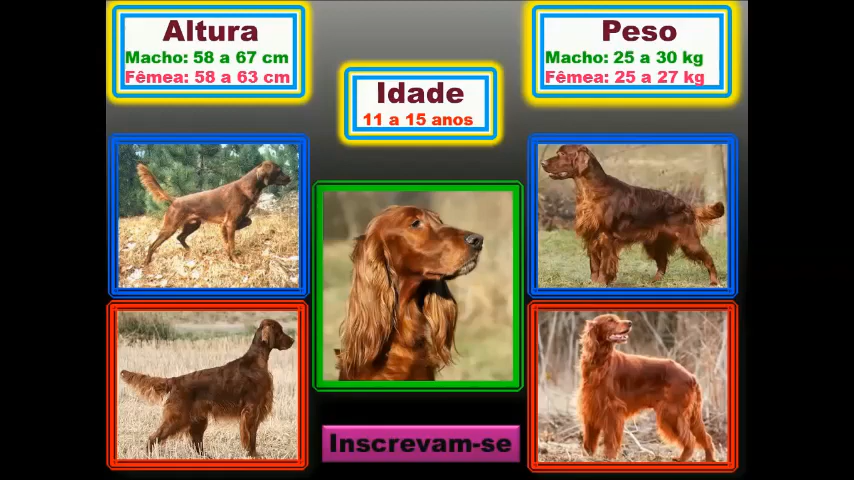 Altura
Macho: 58 a 67 cm
Fêmea: 58 a 63 cm
Idade
11 a 15 anos
Peso
Macho: 25 a 30 kg
Fêmea: 25 a 27 kg
Inscrevam-se